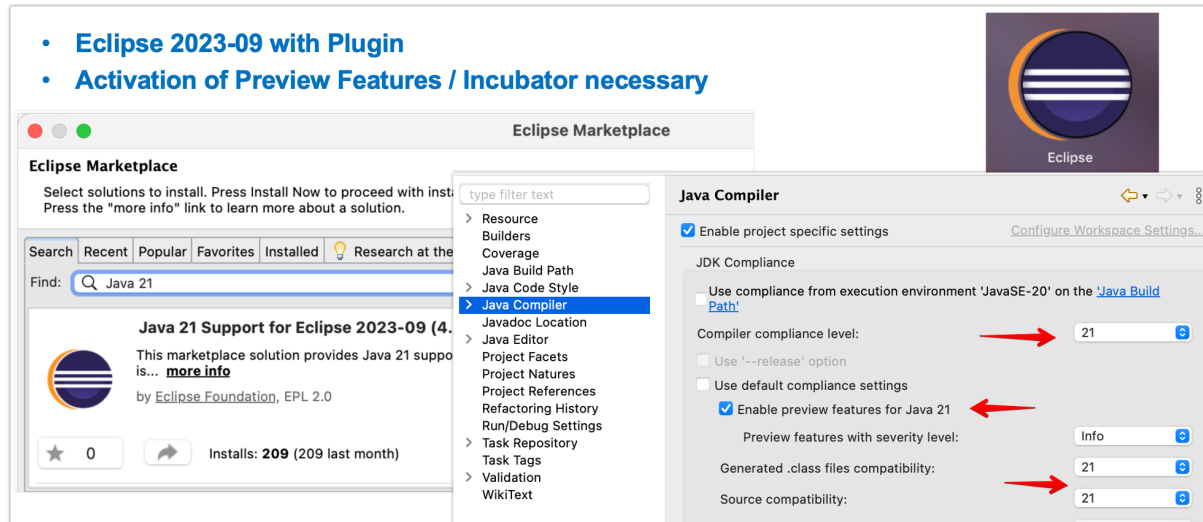 • Eclipse 2023-09 with Plugin
• Activation of Preview Features / Incubator necessary
Eclipse
Eclipse Marketplace
Eclipse Marketplace
Select solutions to install. Press Install Now to proceed with insta
Press the "more info" link to learn more about a solution.
Search Recent Popular Favorites Installed Research at the
Find: Java 21
Java 21 Support for Eclipse 2023-09 (4.
This marketplace solution provides Java 21 suppo
is... more info
by Eclipse Foundation, EPL 2.0
0
Installs: 209 (209 last month)
type filter text
Resource
Builders
Coverage
Java Build Path
Java Code Style
Java Compiler
Javadoc Location
Java Editor
Project Facets
Project Natures
Project References
Refactoring History
Run/Debug Settings
Task Repository
Task Tags
Validation
WikiText
Java Compiler
Enable project specific settings Configure Workspace Settings...
JDK Compliance
Use compliance from execution environment 'JavaSE-20' on the 'Java Build
Path'
Compiler compliance level: 21
Use '--release' option
Use default compliance settings
Enable preview features for Java 21
Preview features with severity level: Info
Generated .class files compatibility: 21
Source compatibility: 21